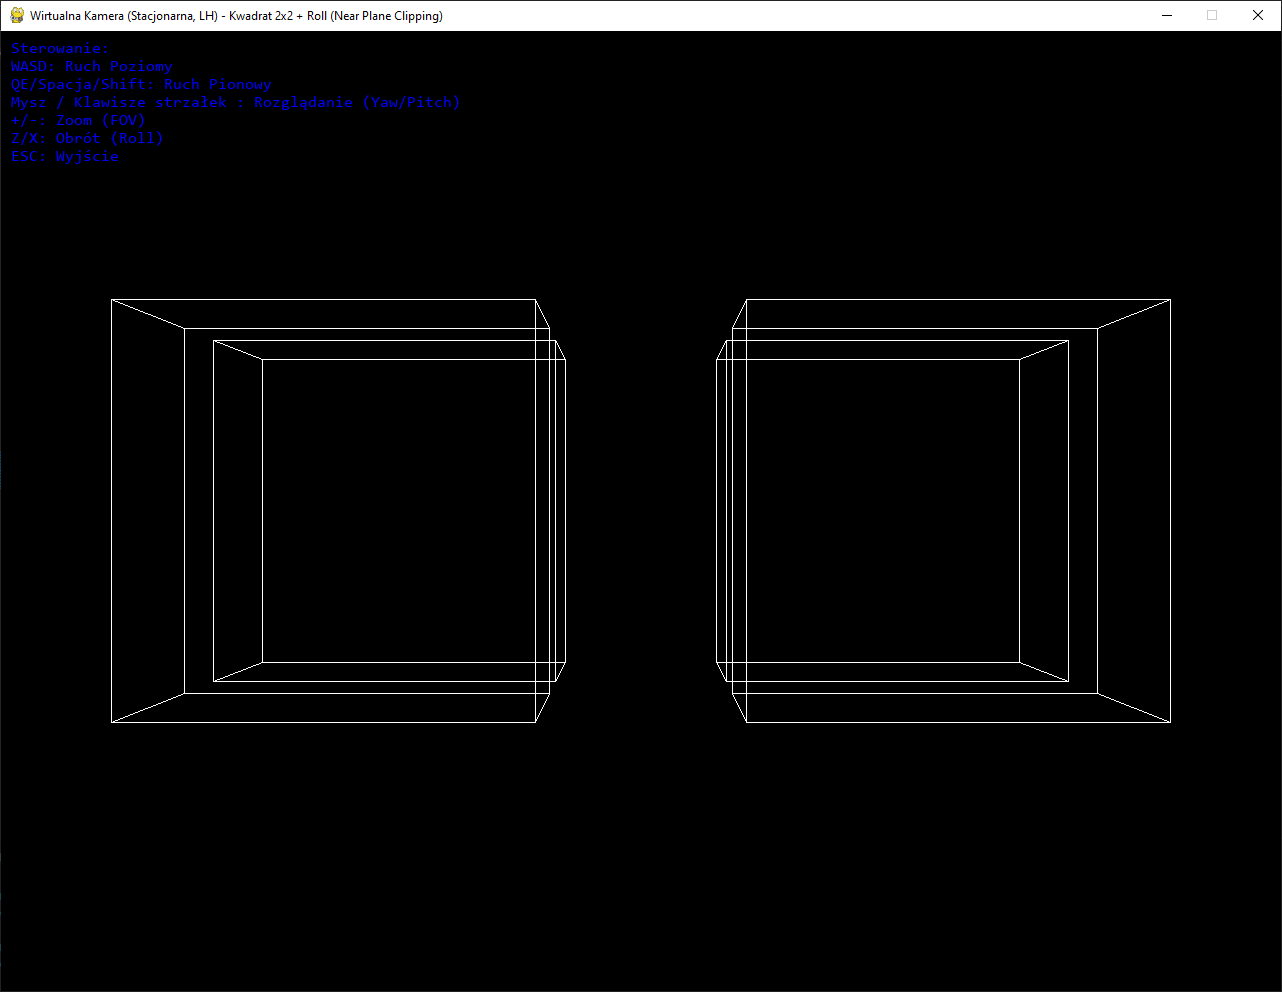 Wirtualna Kamera (Stacjonarna, LH) - Kwadrat 2x2 + Roll (Near Plane Clipping)
Sterowanie:
WASD: Ruch Poziomy
QE/Spacja/Shift: Ruch Pionowy
Mysz / Klawisze strzałek : Rozglądanie (Yaw/Pitch)
+/-: Zoom (FOV)
Z/X: Obrót (Roll)
ESC: Wyjście